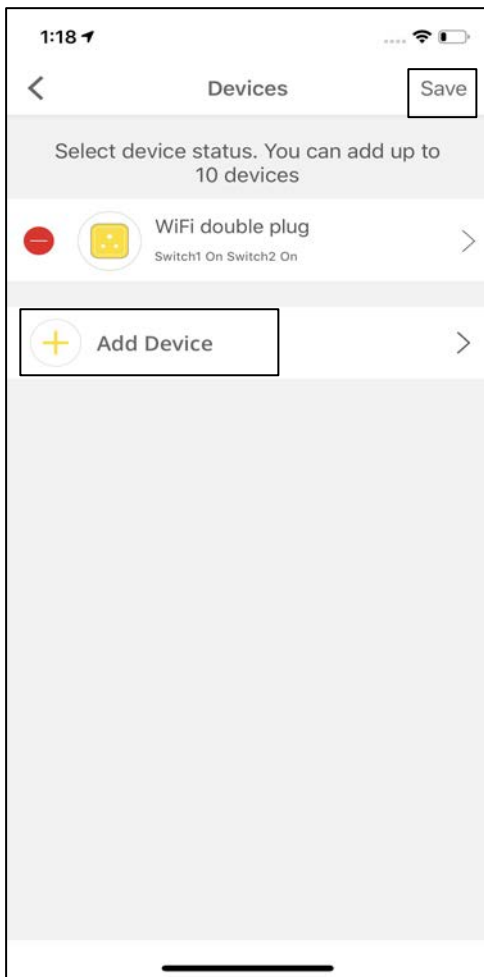 1:18
Devices
Save
Select device status. You can add up to
10 devices
WiFi double plug
Switch1 On Switch2 On
Add Device